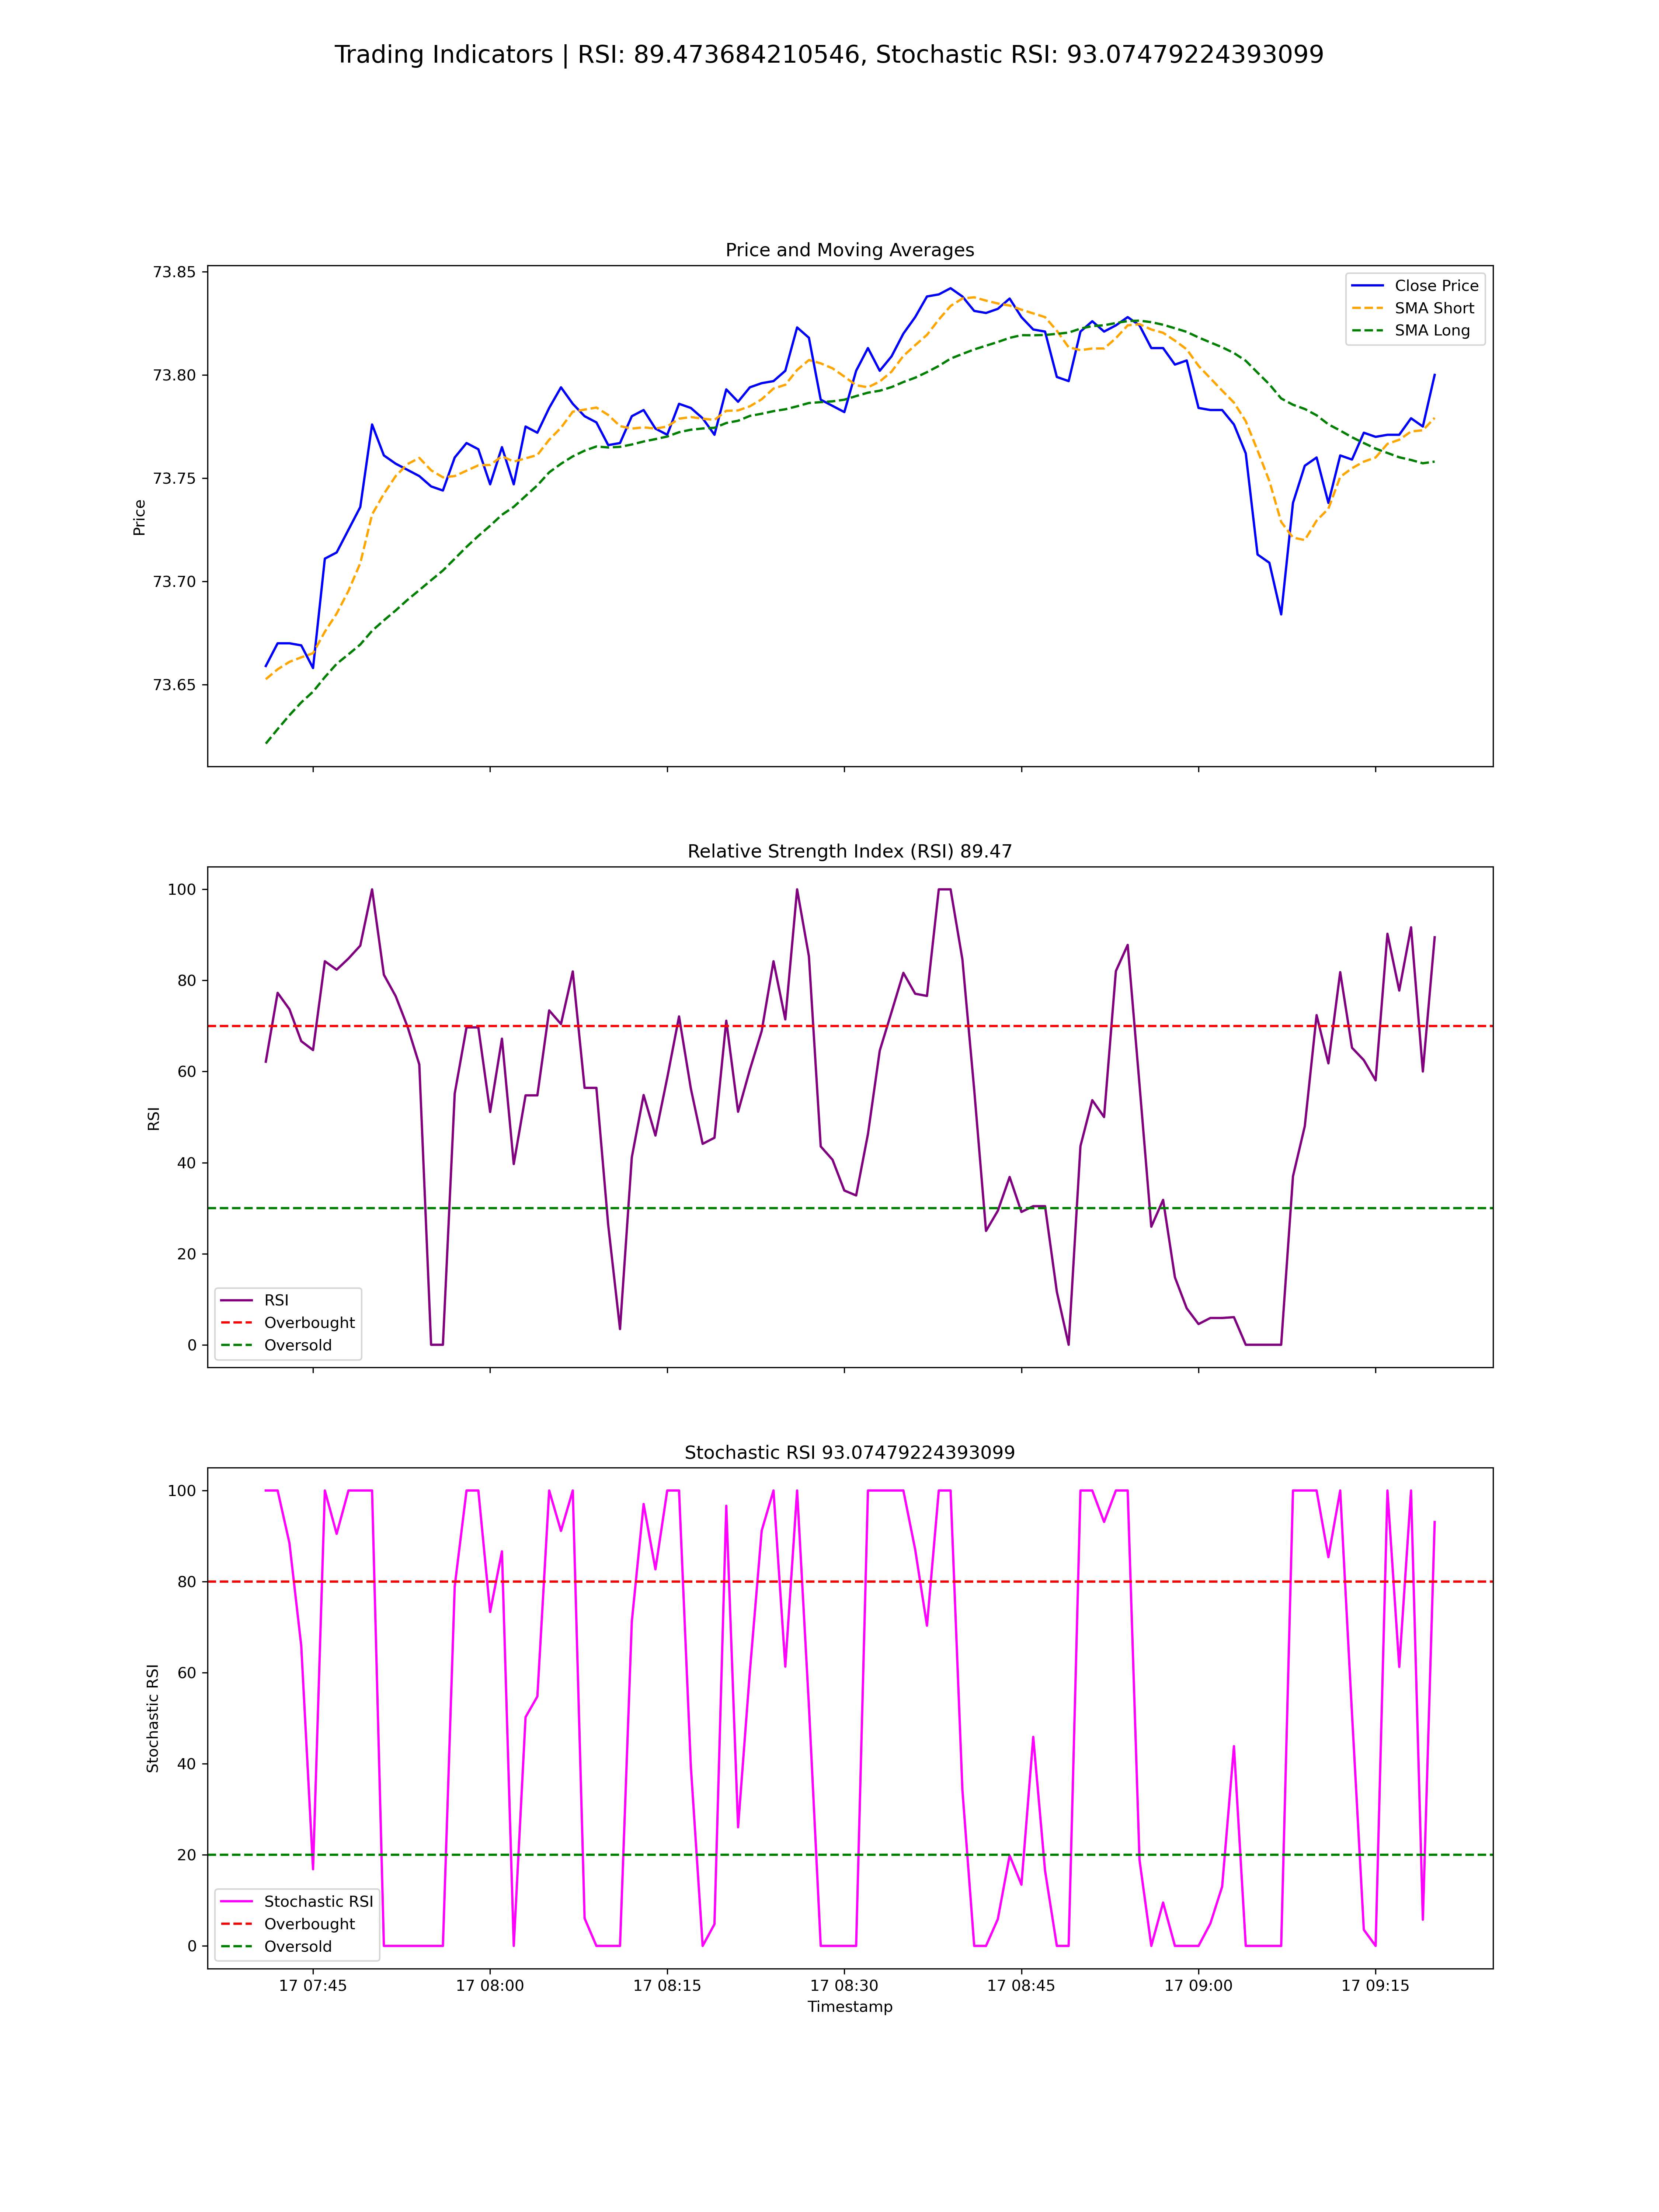 Trading Indicators | RSI: 89.473684210546, Stochastic RSI: 93.07479224393099
Price and Moving Averages
Price
73.85
73.80
73.75
73.70
73.65
Close Price
SMA Short
SMA Long
Relative Strength Index (RSI) 89.47
RSI
100
80
60
40
20
0
RSI
Overbought
Oversold
Stochastic RSI 93.07479224393099
Stochastic RSI
100
80
60
40
20
0
Stochastic RSI
Overbought
Oversold
17 07:45
17 08:00
17 08:15
17 08:30
17 08:45
17 09:00
17 09:15
Timestamp